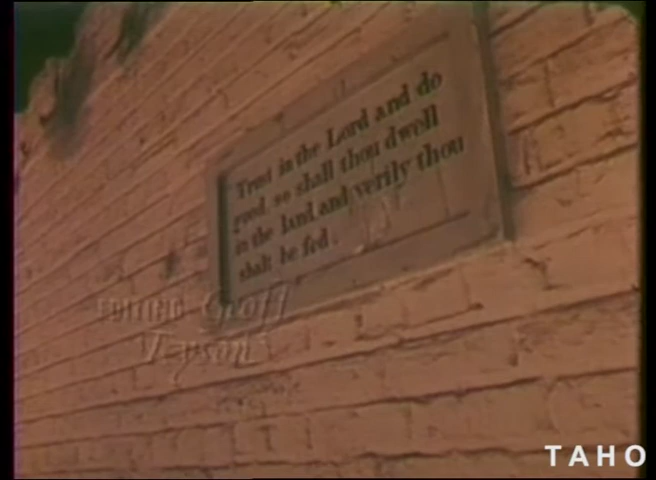 Trust in the Lord and do
good, so shall thou dwell
in the land and verily thou
shalt be fed.
EDITING Geoff
Tyson
TAHO